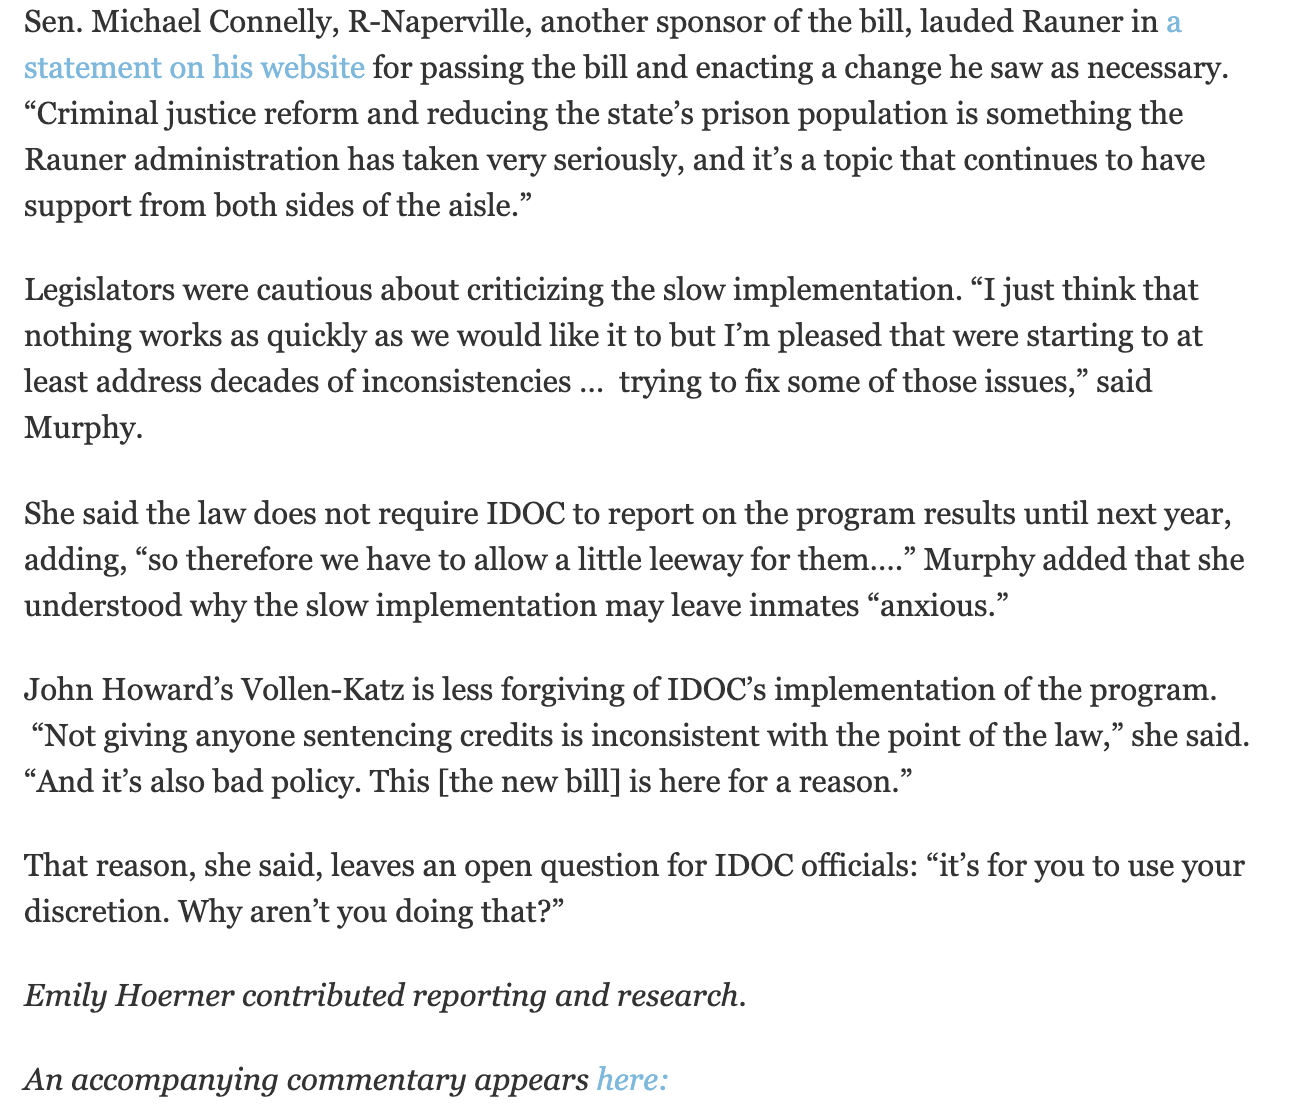 Sen. Michael Connelly, R-Naperville, another sponsor of the bill, lauded Rauner in a
statement on his website for passing the bill and enacting a change he saw as necessary.
“Criminal justice reform and reducing the state’s prison population is something the
Rauner administration has taken very seriously, and it’s a topic that continues to have
support from both sides of the aisle.”
Legislators were cautious about criticizing the slow implementation. “I just think that
nothing works as quickly as we would like it to but I’m pleased that were starting to at
least address decades of inconsistencies …  trying to fix some of those issues,” said
Murphy.
She said the law does not require IDOC to report on the program results until next year,
adding, “so therefore we have to allow a little leeway for them….” Murphy added that she
understood why the slow implementation may leave inmates “anxious.”
John Howard’s Vollen-Katz is less forgiving of IDOC’s implementation of the program.
“Not giving anyone sentencing credits is inconsistent with the point of the law,” she said.
“And it’s also bad policy. This [the new bill] is here for a reason.”
That reason, she said, leaves an open question for IDOC officials: “it’s for you to use your
discretion. Why aren’t you doing that?”
Emily Hoerner contributed reporting and research.
An accompanying commentary appears here: